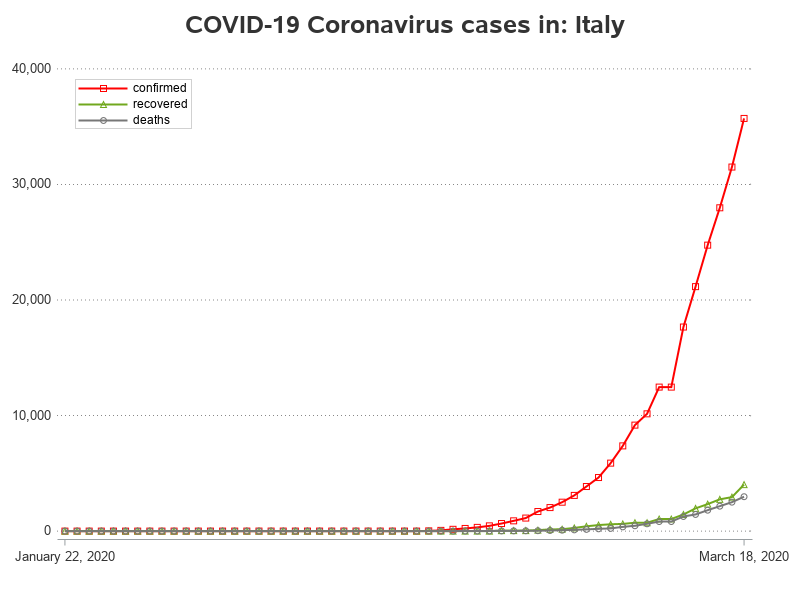 COVID-19 Coronavirus cases in: Italy
40,000
confirmed
recovered
deaths
30,000
20,000
10,000
0
January 22, 2020
March 18, 2020